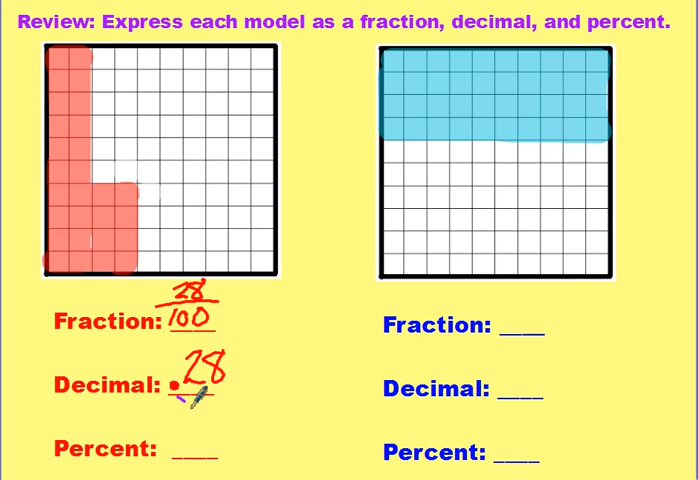 Review: Express each model as a fraction, decimal, and percent.
Fraction: 28/100
Decimal: .28
Percent: ____
Fraction: ____
Decimal: ____
Percent: ____